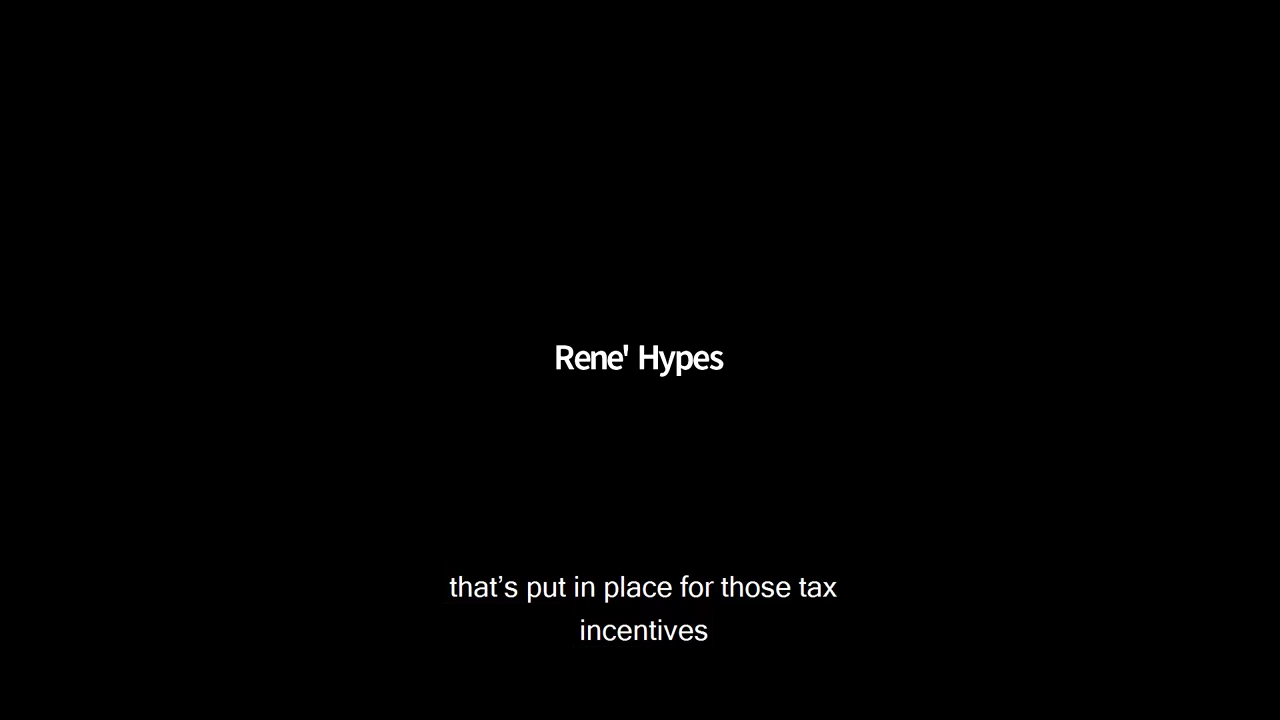 Rene' Hypes
that’s put in place for those tax
incentives